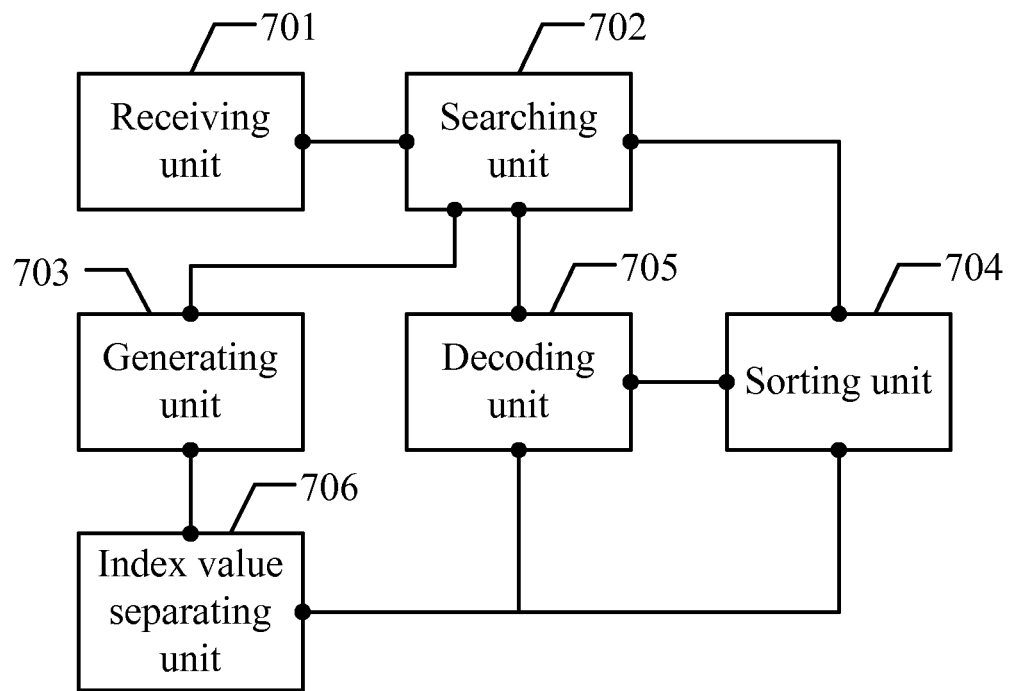 701
702
Receiving
unit
Searching
unit
703
705
704
Generating
unit
Decoding
unit
Sorting unit
706
Index value
separating
unit